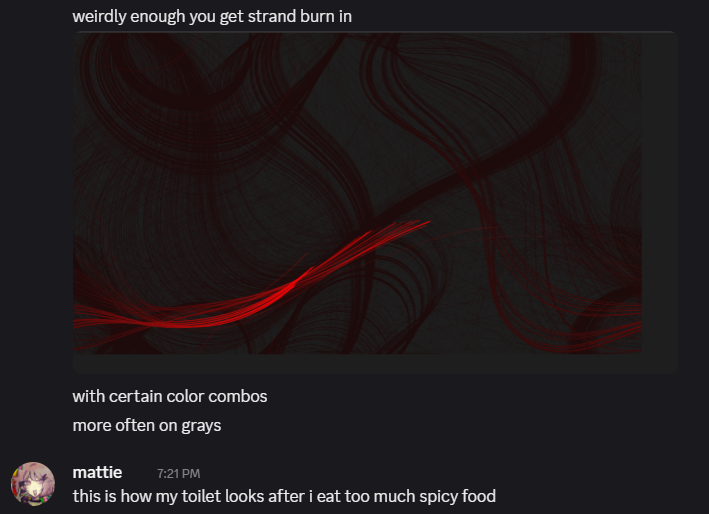 weirdly enough you get strand burn in
with certain color combos
more often on grays
mattie 7:21 PM
this is how my toilet looks after i eat too much spicy food